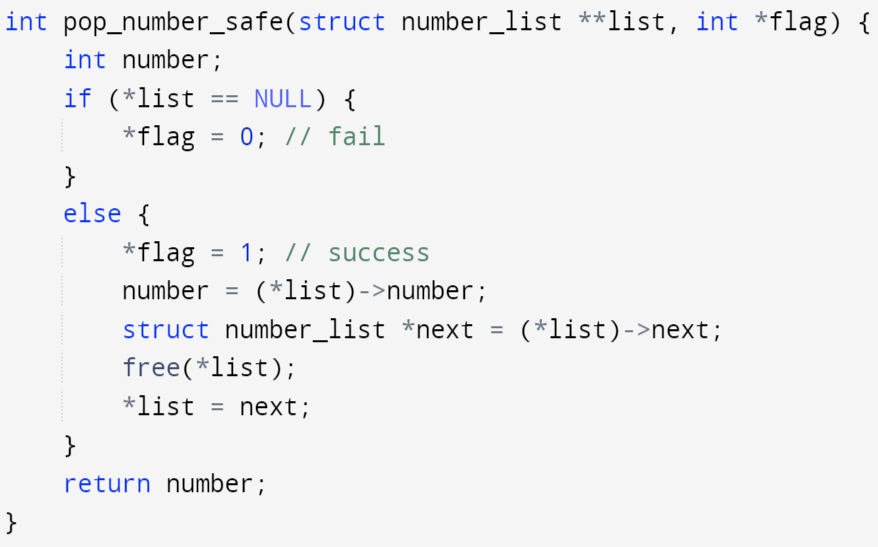 int pop_number_safe(struct number_list **list, int *flag) {
    int number;
    if (*list == NULL) {
        *flag = 0; // fail
    }
    else {
        *flag = 1; // success
        number = (*list)->number;
        struct number_list *next = (*list)->next;
        free(*list);
        *list = next;
    }
    return number;
}